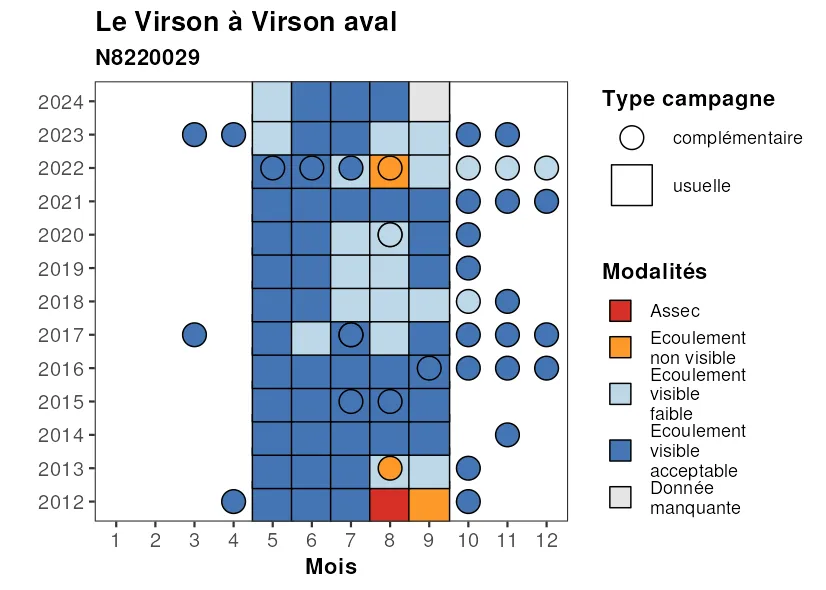 Le Virson à Virson aval
N8220029
2024
2023
2022
2021
2020
2019
2018
2017
2016
2015
2014
2013
2012
1 2 3 4 5 6 7 8 9 10 11 12
Mois
Type campagne
complémentaire
usuelle
Modalités
Assec
Ecoulement
non visible
Ecoulement
visible
faible
Ecoulement
visible
acceptable
Donnée
manquante